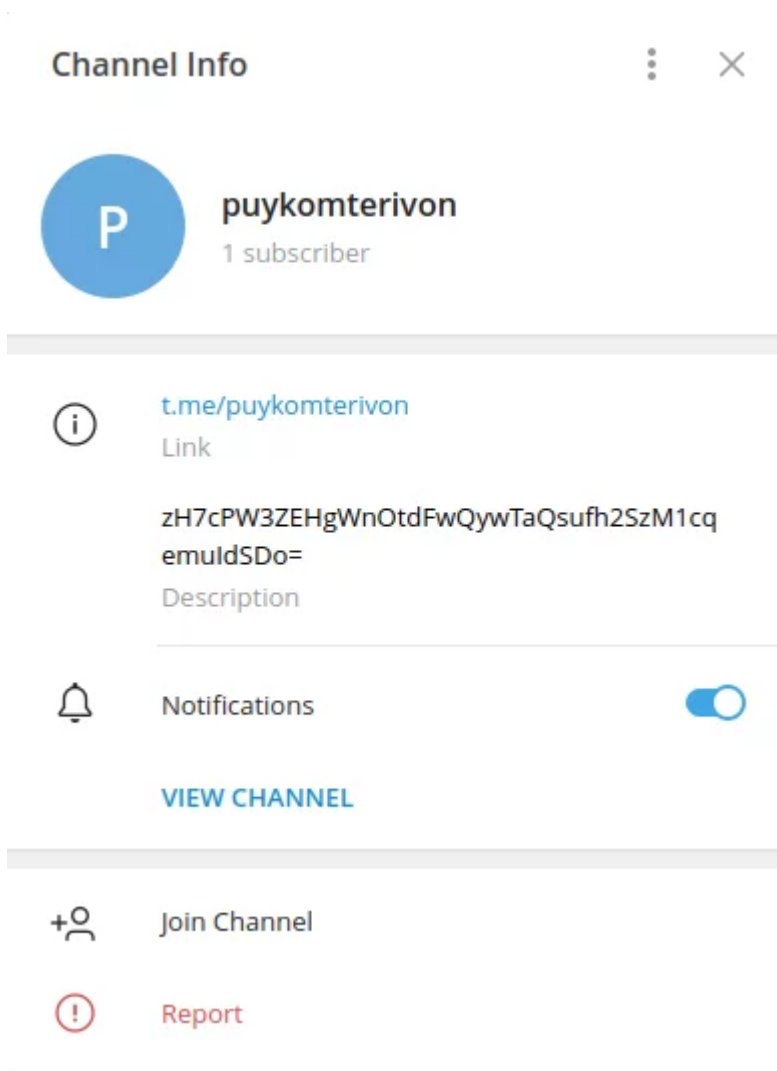 Channel Info
P
puykomterivon
1 subscriber
t.me/puykomterivon
Link
zH7cPW3ZEHgWnOtdFwQywTaQsufh2SzM1cq
emuIdSDo=
Description
Notifications
VIEW CHANNEL
Join Channel
Report